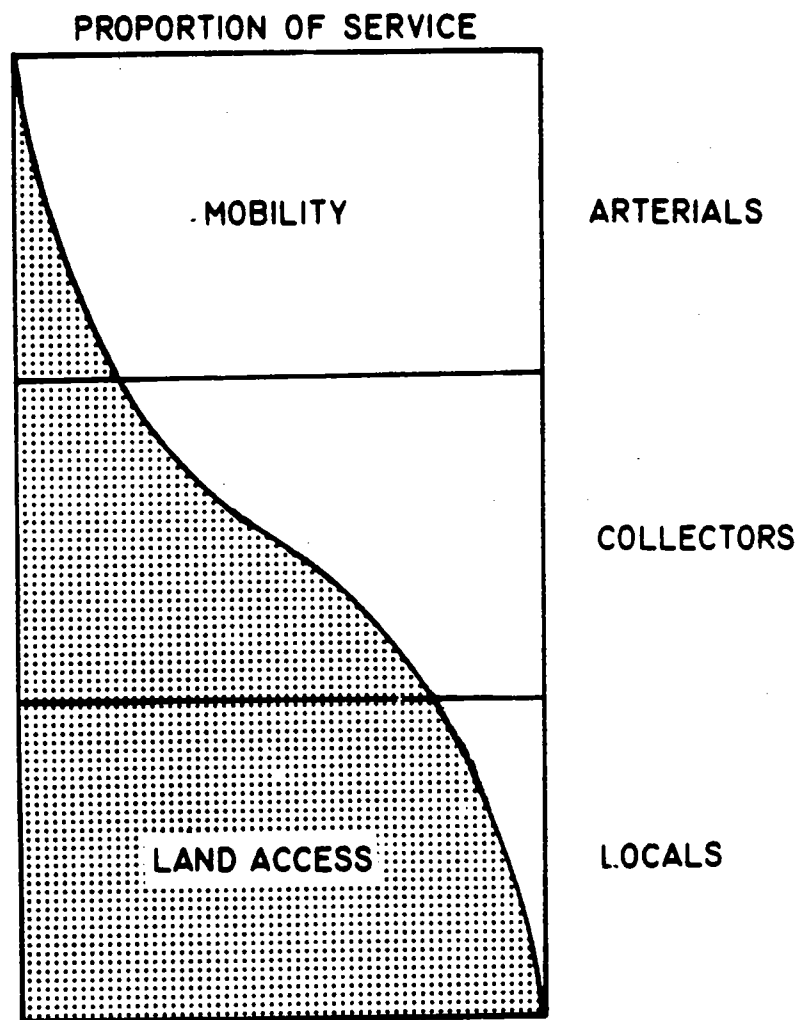 PROPORTION OF SERVICE
MOBILITY
ARTERIALS
COLLECTORS
LAND ACCESS
LOCALS